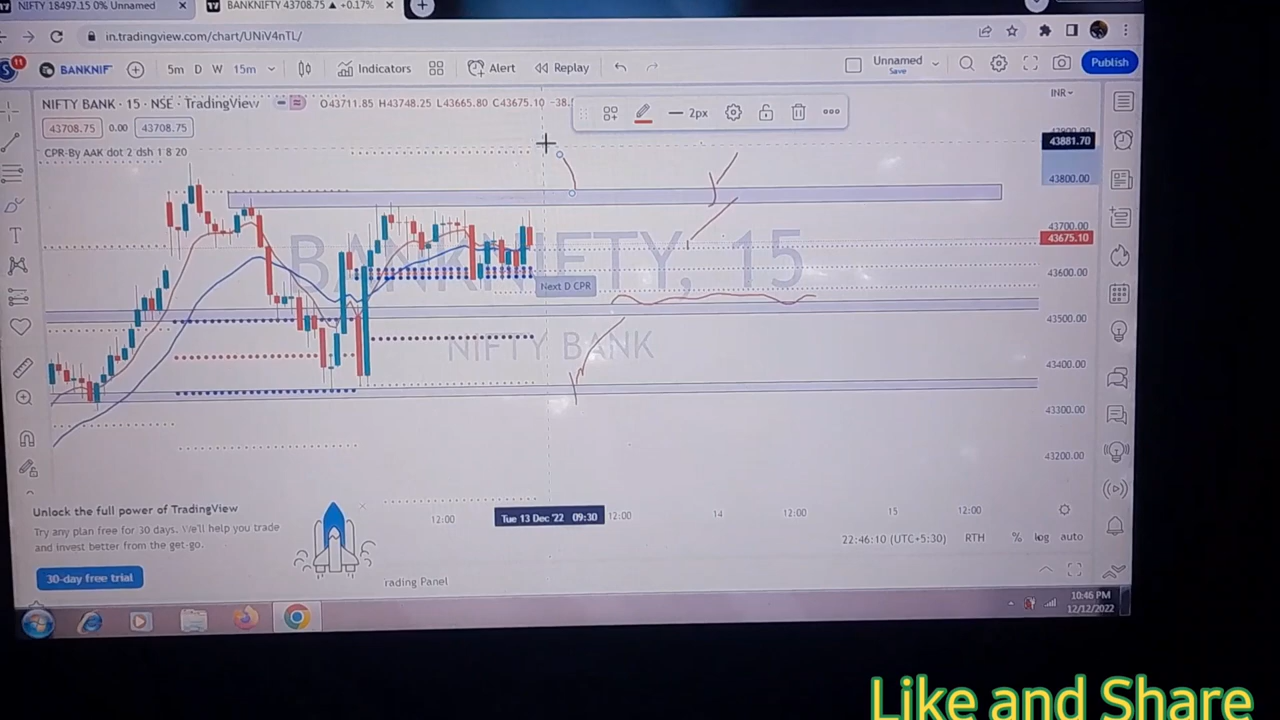 NIFTY 18497.15 0% Unnamed
BANKNIFTY 43708.75 ▲ +0.17%
in.tradingview.com/chart/UNiV4nTL/
11
S
BANKNIF
5m D W 15m
Indicators
Alert
Replay
Unnamed
Save
Publish
NIFTY BANK · 15 · NSE · TradingView
O43711.85 H43748.25 L43665.80 C43675.10 −38.
2px
INR
43708.75 0.00 43708.75
CPR-By AAK dot 2 dsh 1 8 20
43881.70
43800.00
43700.00
43675.10
43600.00
43500.00
43400.00
43300.00
43200.00
BANKNIFTY, 15
NIFTY BANK
Next D CPR
Unlock the full power of TradingView
Try any plan free for 30 days. We'll help you trade
and invest better from the get-go.
30-day free trial
12:00
Tue 13 Dec '22 09:30
12:00
14
12:00
15
12:00
22:46:10 (UTC+5:30)
RTH
% log auto
rading Panel
10:46 PM
12/12/2022
Like and Share